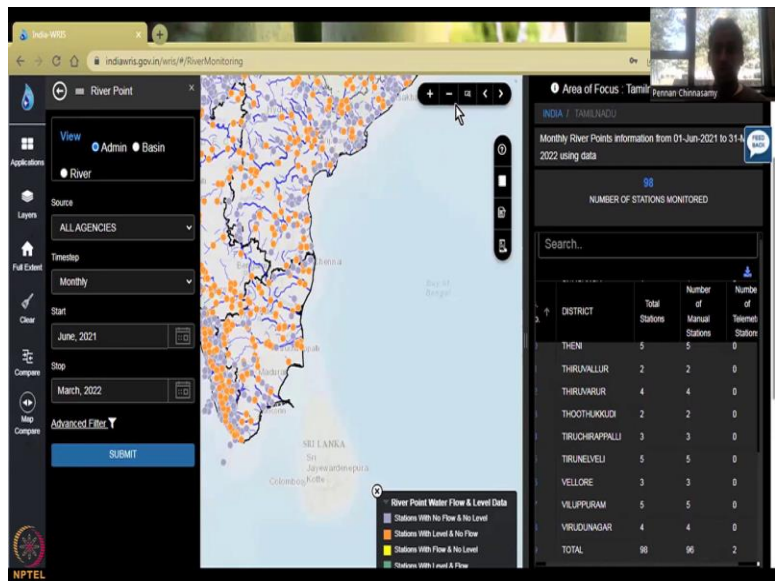 India-WRIS
indiawris.gov.in/wris/#/RiverMonitoring
Pennan Chinnasamy
River Point
View
Admin
Basin
River
Source
ALL AGENCIES
Timestep
Monthly
Start
June, 2021
Stop
March, 2022
Advanced Filter
SUBMIT
Applications
Layers
Full Extent
Clear
Compare
Map
Compare
NPTEL
Chennai
Bay of
Bengal
Madurai
SRI LANKA
Sri
Jayewardenepura
Colombo
Kotte
River Point Water Flow & Level Data
Stations With No Flow & No Level
Stations With Level & No Flow
Stations With Flow & No Level
Stations With Level & Flow
Area of Focus : Tamil
INDIA / TAMILNADU
Monthly River Points information from 01-Jun-2021 to 31-M
2022 using data
FEED
BACK
98
NUMBER OF STATIONS MONITORED
Search..
DISTRICT Total Stations Number of Manual Stations Numbe of Telemet Station
THENI 5 5 0
THIRUVALLUR 2 2 0
THIRUVARUR 4 4 0
THOOTHUKKUDI 2 2 0
TIRUCHIRAPPALLI 3 3 0
TIRUNELVELI 5 5 0
VELLORE 3 3 0
VILUPPURAM 5 5 0
VIRUDUNAGAR 4 4 0
TOTAL 98 96 2